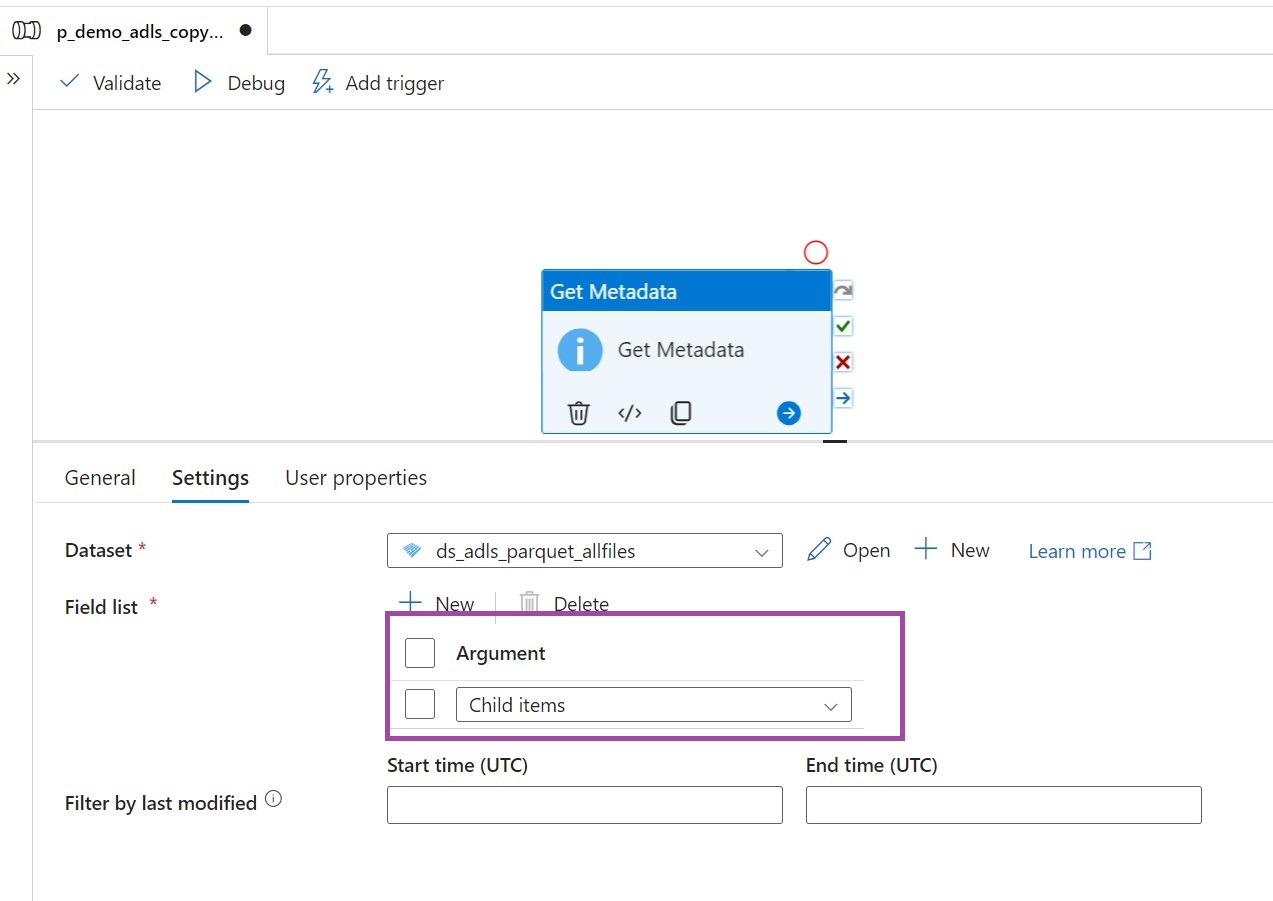 p_demo_adls_copy...
Validate Debug Add trigger
Get Metadata
Get Metadata
General Settings User properties
Dataset * ds_adls_parquet_allfiles Open New Learn more
Field list * New Delete
Argument
Child items
Start time (UTC) End time (UTC)
Filter by last modified